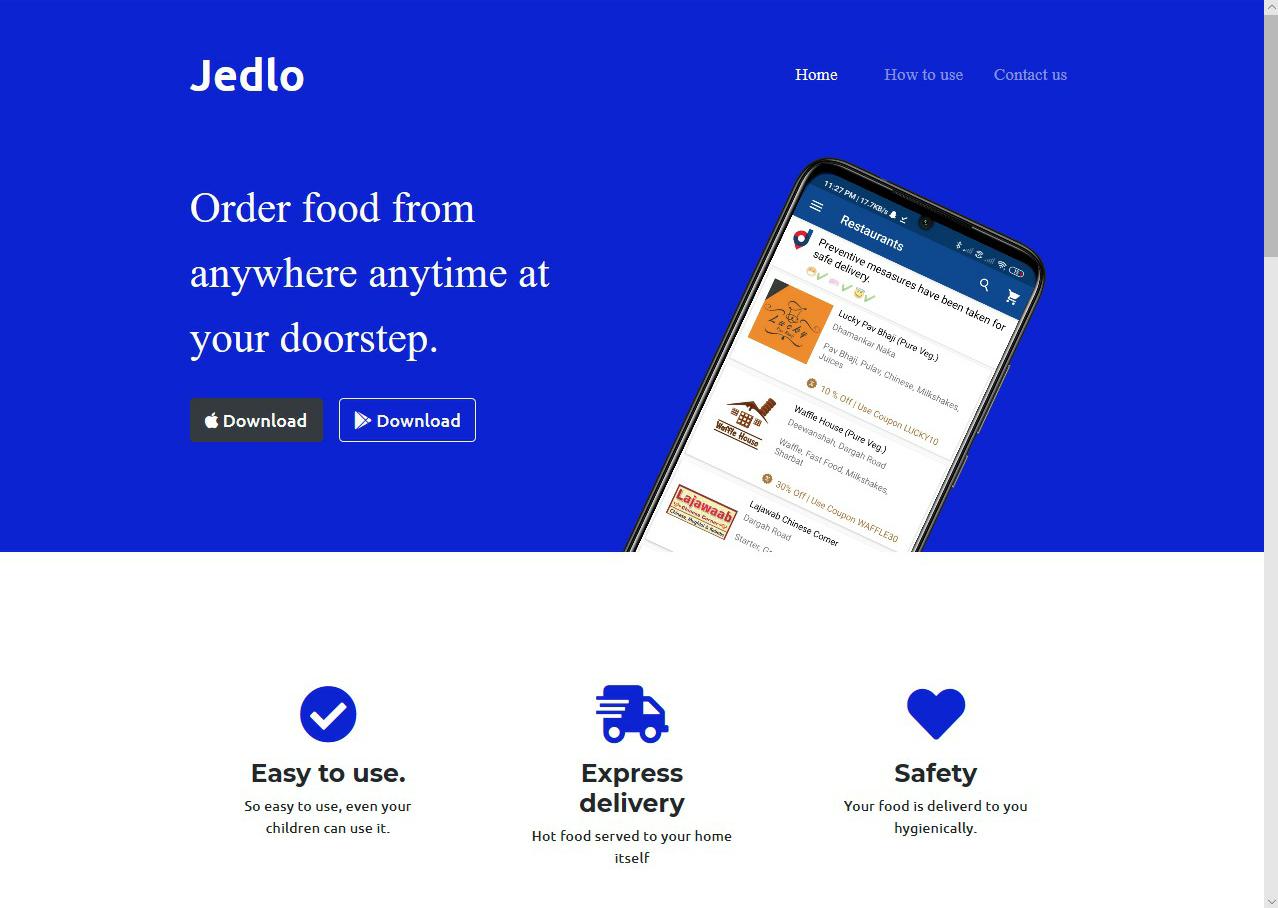 Jedlo
Home
How to use
Contact us
Order food from
anywhere anytime at
your doorstep.
Download
Download
11:27 PM | 17.7KB/s
Restaurants
Preventive mesasures have been taken for
safe delivery.
Lucky
Lucky Pav Bhaji (Pure Veg.)
Dhamankar Naka
Pav Bhaji, Pulav, Chinese, Milkshakes,
Juices
10 % Off | Use Coupon LUCKY10
Waffle House
Waffle House (Pure Veg.)
Deewanshah, Dargah Road
Waffle, Fast Food, Milkshakes,
Sharbat
30% Off | Use Coupon WAFFLE30
Lajawaab
Chinese Corner
Lajawab Chinese Corner
Dargah Road
Easy to use.
So easy to use, even your
children can use it.
Express
delivery
Hot food served to your home
itself
Safety
Your food is deliverd to you
hygienically.